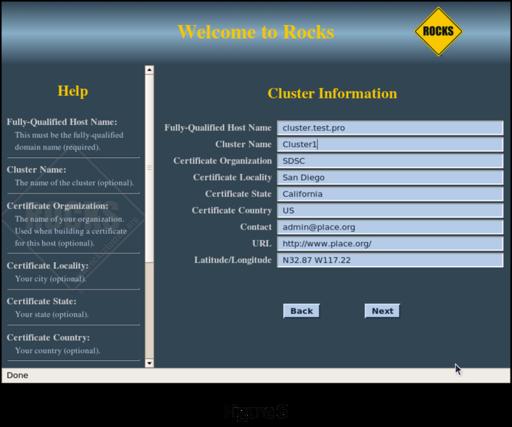 Welcome to Rocks
ROCKS
Help
Fully-Qualified Host Name:
This must be the fully-qualified
domain name (required).
Cluster Name:
The name of the cluster (optional).
Certificate Organization:
The name of your organization.
Used when building a certificate
for this host (optional).
Certificate Locality:
Your city (optional).
Certificate State:
Your state (optional).
Certificate Country:
Your country (optional).
Cluster Information
Fully-Qualified Host Name cluster.test.pro
Cluster Name Cluster1
Certificate Organization SDSC
Certificate Locality San Diego
Certificate State California
Certificate Country US
Contact admin@place.org
URL http://www.place.org/
Latitude/Longitude N32.87 W117.22
Back Next
Done